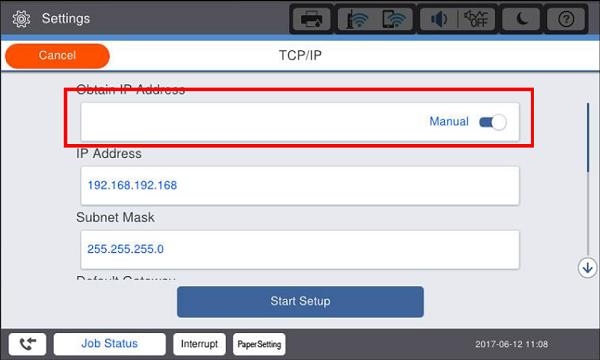 Settings
OFF
?
Cancel
TCP/IP
Obtain IP Address
Manual
IP Address
192.168.192.168
Subnet Mask
255.255.255.0
Default Gateway
Start Setup
Job Status
Interrupt
PaperSetting
2017-06-12 11:08